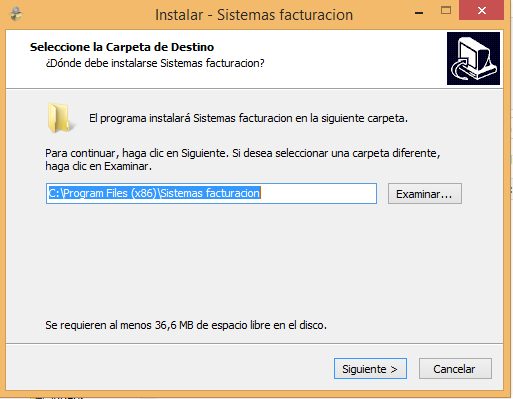 Instalar - Sistemas facturacion
Seleccione la Carpeta de Destino
¿Dónde debe instalarse Sistemas facturacion?
El programa instalará Sistemas facturacion en la siguiente carpeta.
Para continuar, haga clic en Siguiente. Si desea seleccionar una carpeta diferente,
haga clic en Examinar.
C:\Program Files (x86)\Sistemas facturacion
Examinar...
Se requieren al menos 36,6 MB de espacio libre en el disco.
Siguiente >
Cancelar